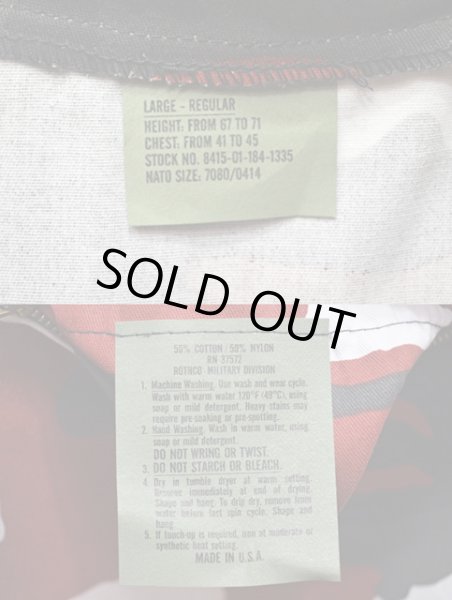 LARGE - REGULAR
HEIGHT: FROM 67 TO 71
CHEST: FROM 41 TO 45
STOCK NO. 8415-01-184-1335
NATO SIZE: 7080/0414
SOLD OUT
50% COTTON/50% NYLON
RN 37572
ROTHCO-MILITARY DIVISION
1. Machine Washing. Use wash and wear cycle.
Wash with warm water 120°F (49°C), using
soap or mild detergent. Heavy stains may
require pre-soaking or pre-spotting.
2. Hand Washing. Wash in warm water, using
soap or mild detergent.
DO NOT WRING OR TWIST.
3. DO NOT STARCH OR BLEACH.
4. Dry in tumble dryer at warm setting.
Remove immediately at end of drying.
Shape and hang. To drip dry, remove from
water before last spin cycle. Shape and
hang.
5. If touch-up is required, use at moderate or
synthetic heat setting.
MADE IN U.S.A.